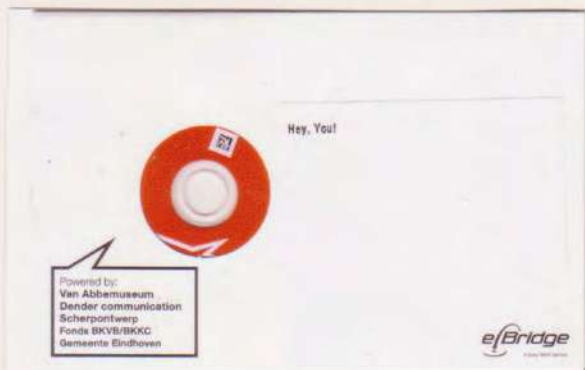 Hey, You!
Powered by:
Van Abbemuseum
Dender communication
Scherpontwerp
Fonds BKVB/BKKC
Gemeente Eindhoven
e/Bridge